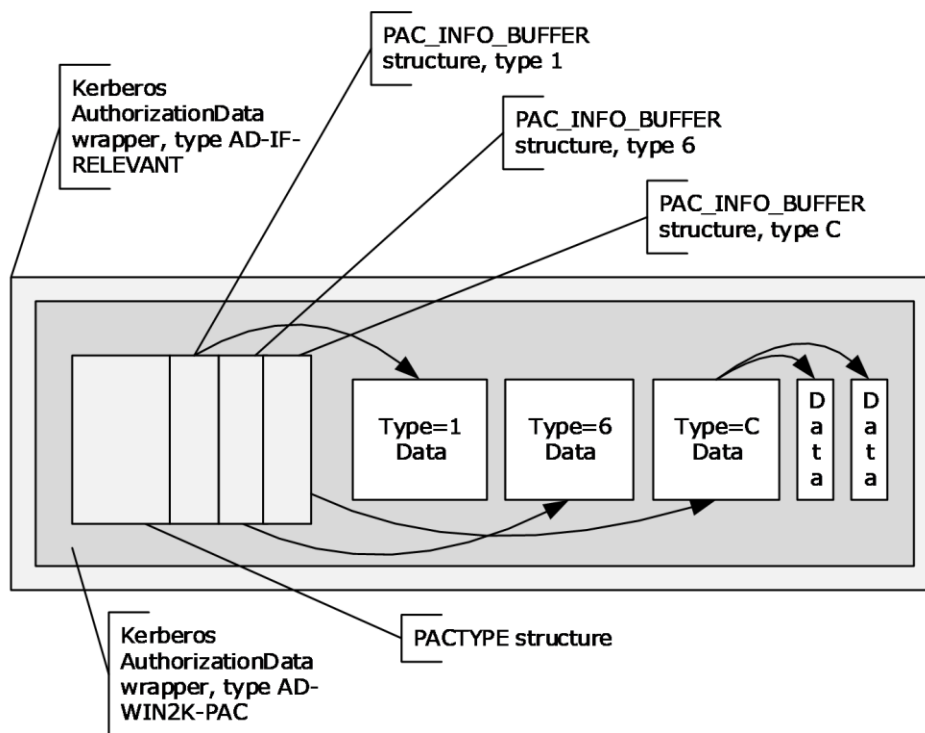 PAC_INFO_BUFFER
structure, type 1
Kerberos
AuthorizationData
wrapper, type AD-IF-
RELEVANT
PAC_INFO_BUFFER
structure, type 6
PAC_INFO_BUFFER
structure, type C
Type=1
Data
Type=6
Data
Type=C
Data
D
a
t
a
D
a
t
a
Kerberos
AuthorizationData
wrapper, type AD-
WIN2K-PAC
PACTYPE structure